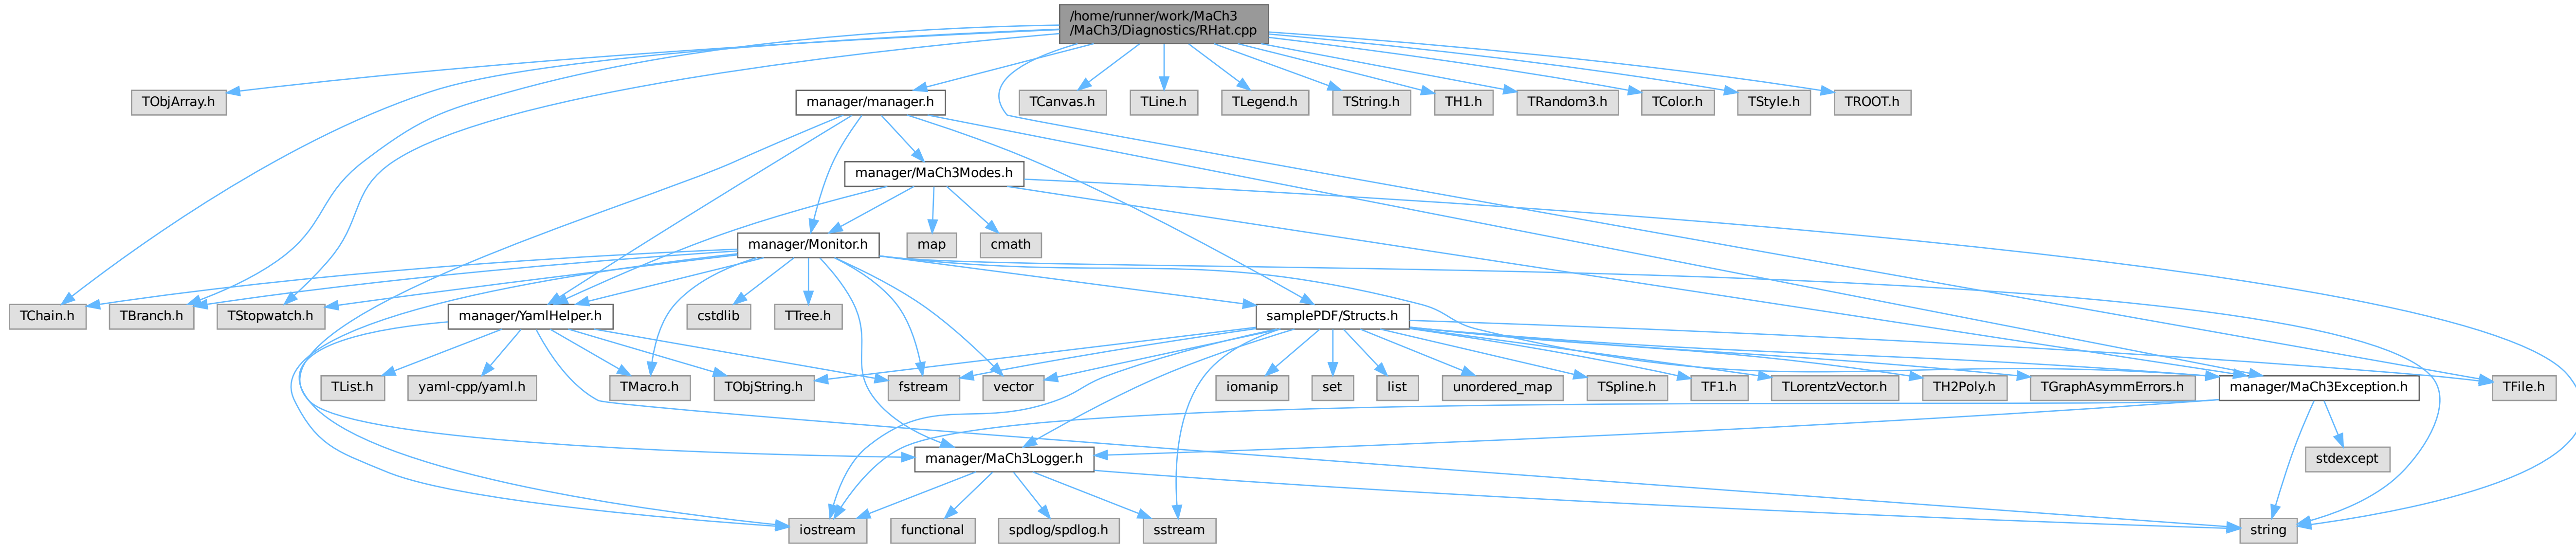 /home/runner/work/MaCh3
/MaCh3/Diagnostics/RHat.cpp
TObjArray.h
manager/manager.h
TCanvas.h
TLine.h
TLegend.h
TString.h
TH1.h
TRandom3.h
TColor.h
TStyle.h
TROOT.h
manager/MaCh3Modes.h
manager/Monitor.h
map
cmath
TChain.h
TBranch.h
TStopwatch.h
manager/YamlHelper.h
cstdlib
TTree.h
samplePDF/Structs.h
TList.h
yaml-cpp/yaml.h
TMacro.h
TObjString.h
fstream
vector
iomanip
set
list
unordered_map
TSpline.h
TF1.h
TLorentzVector.h
TH2Poly.h
TGraphAsymmErrors.h
manager/MaCh3Exception.h
TFile.h
manager/MaCh3Logger.h
stdexcept
iostream
functional
spdlog/spdlog.h
sstream
string